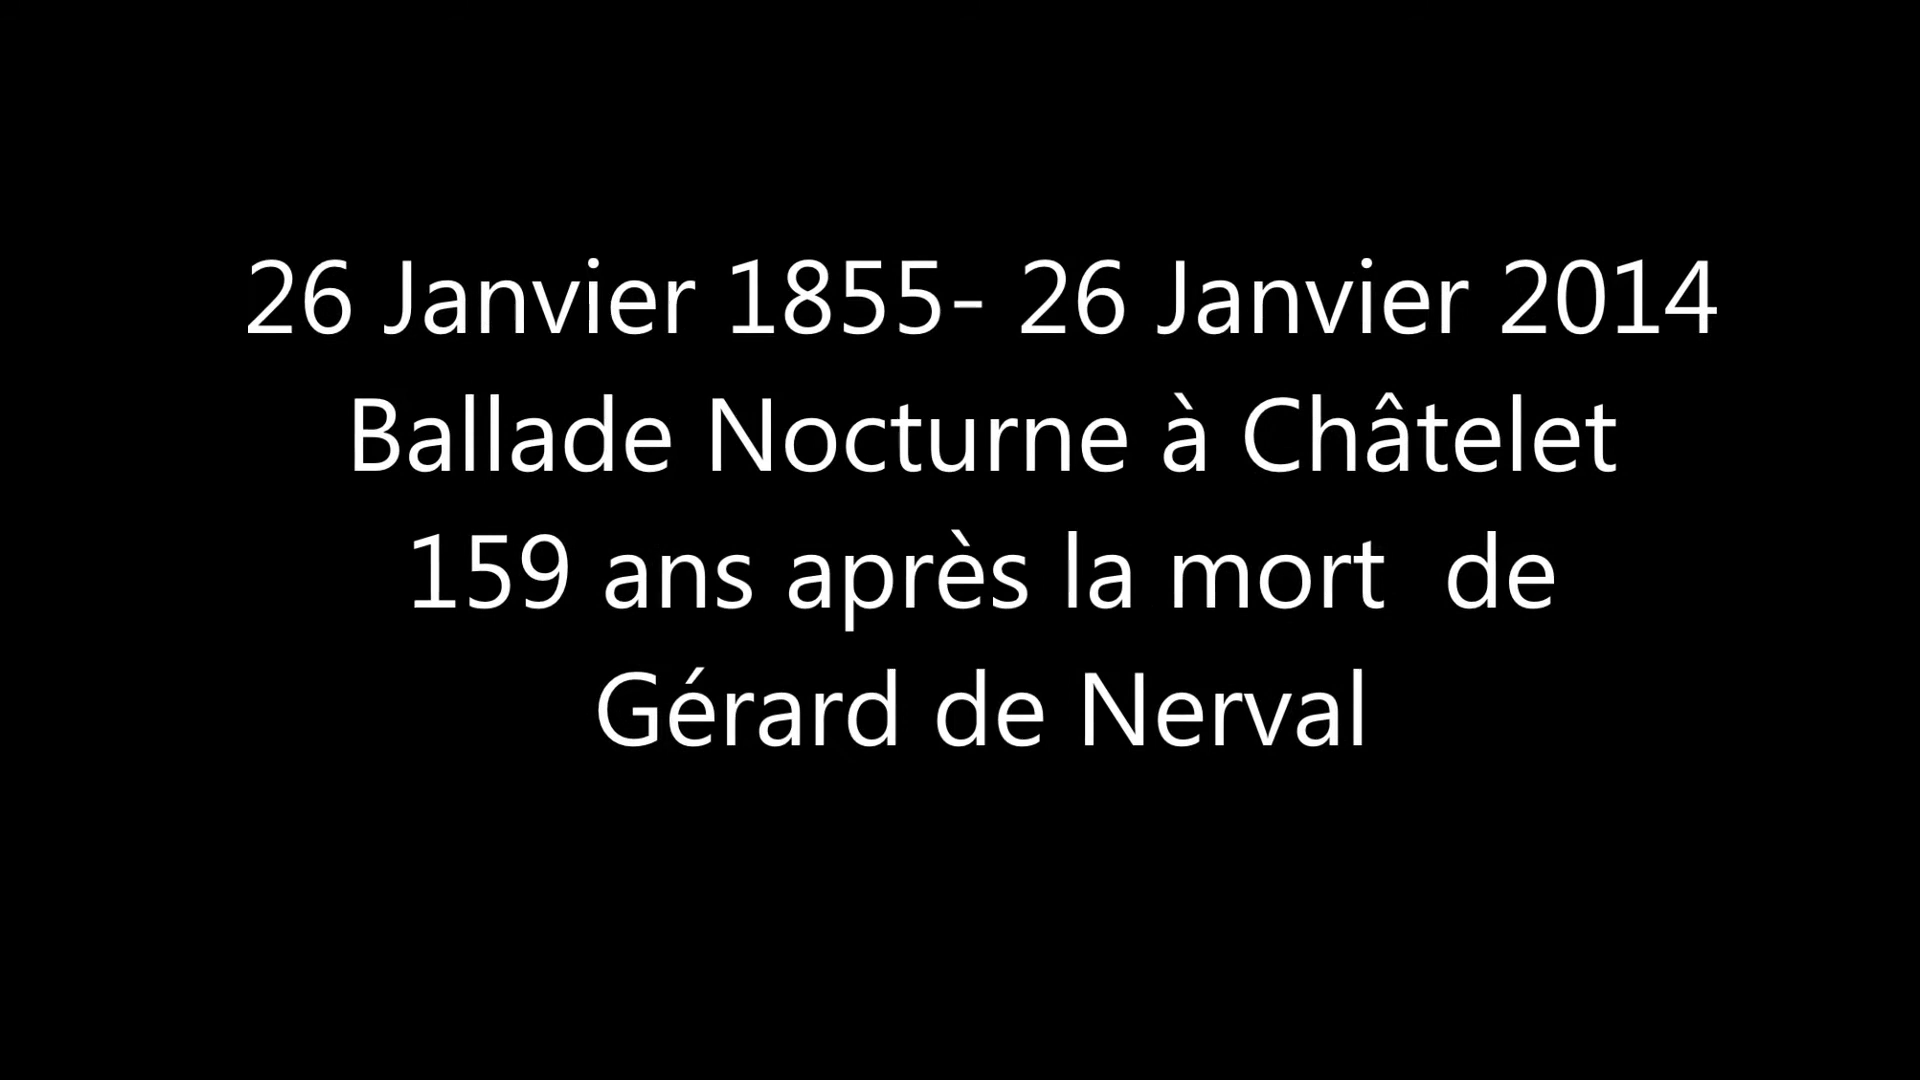 26 Janvier 1855- 26 Janvier 2014
Ballade Nocturne à Châtelet
159 ans après la mort  de
Gérard de Nerval